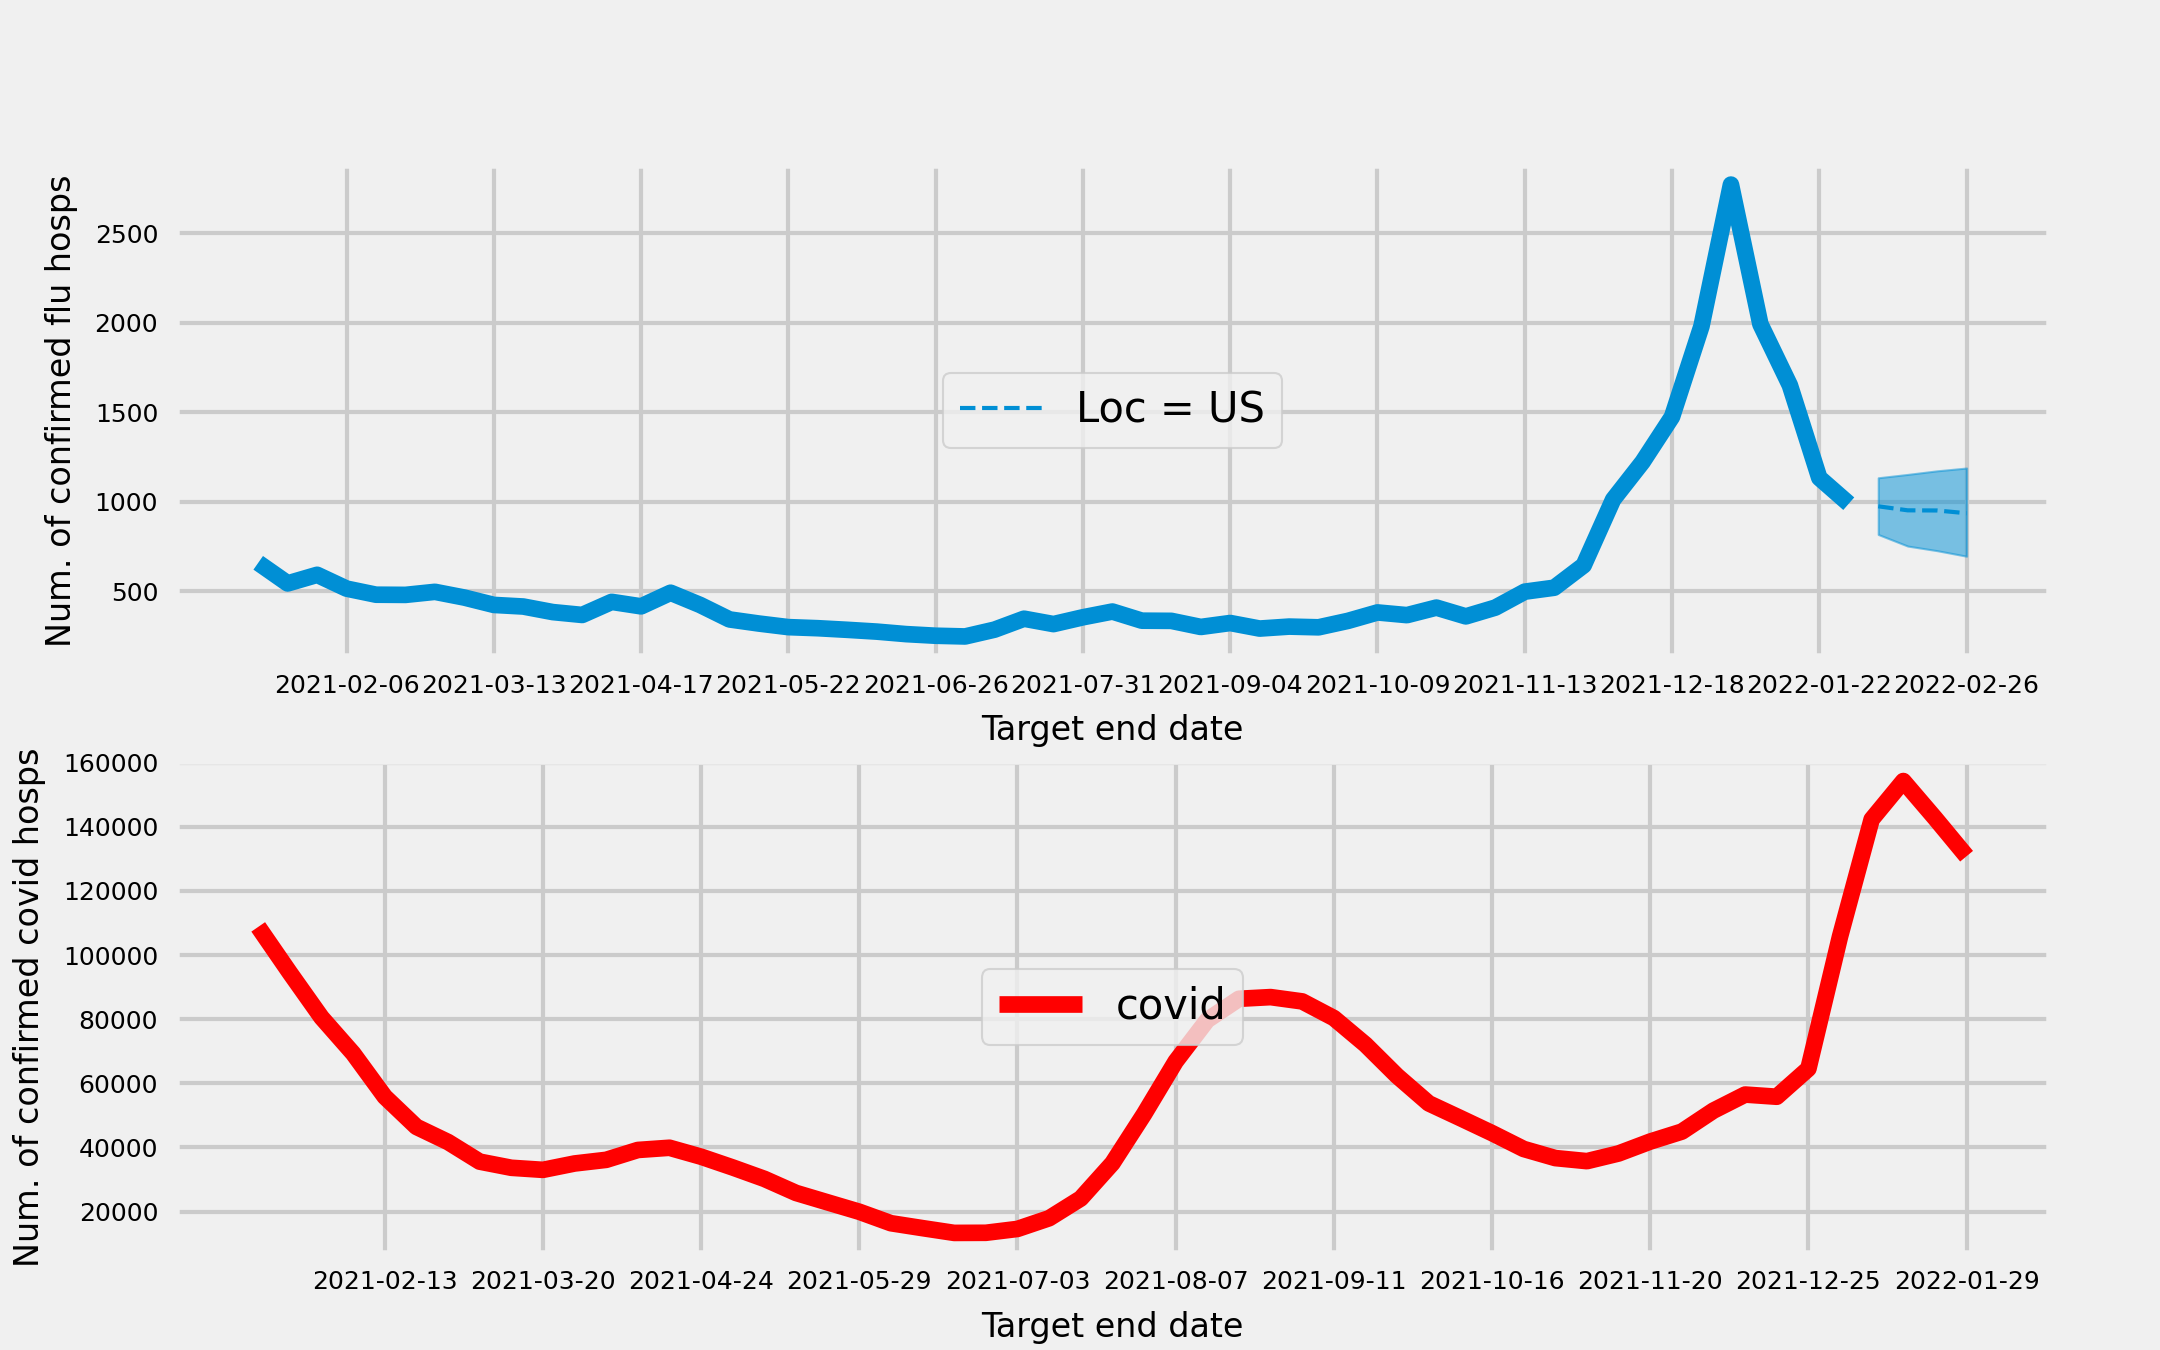 Num. of confirmed flu hosps
2500
2000
1500
1000
500
Loc = US
2021-02-06 2021-03-13 2021-04-17 2021-05-22 2021-06-26 2021-07-31 2021-09-04 2021-10-09 2021-11-13 2021-12-18 2022-01-22 2022-02-26
Target end date
Num. of confirmed covid hosps
160000
140000
120000
100000
80000
60000
40000
20000
covid
2021-02-13 2021-03-20 2021-04-24 2021-05-29 2021-07-03 2021-08-07 2021-09-11 2021-10-16 2021-11-20 2021-12-25 2022-01-29
Target end date